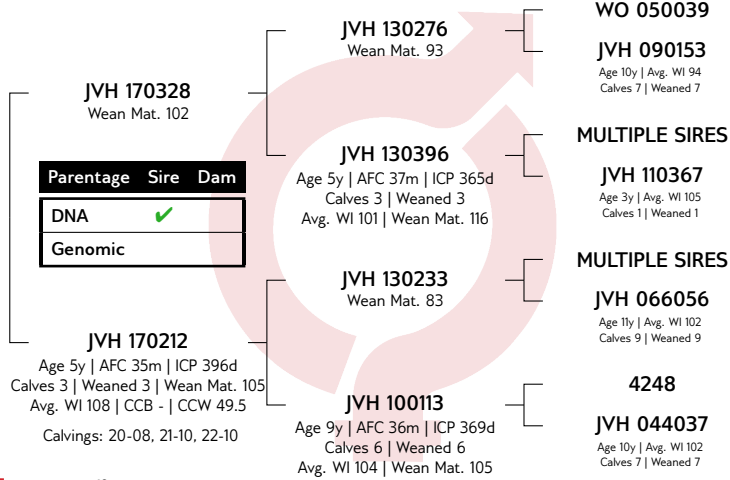 WO 050039
JVH 130276
Wean Mat. 93
JVH 090153
Age 10y | Avg. WI 94
Calves 7 | Weaned 7
JVH 170328
Wean Mat. 102
MULTIPLE SIRES
JVH 130396
Age 5y | AFC 37m | ICP 365d
Calves 3 | Weaned 3
Avg. WI 101 | Wean Mat. 116
JVH 110367
Age 3y | Avg. WI 105
Calves 1 | Weaned 1
Parentage Sire Dam
DNA ✔
Genomic
MULTIPLE SIRES
JVH 130233
Wean Mat. 83
JVH 066056
Age 11y | Avg. WI 102
Calves 9 | Weaned 9
JVH 170212
Age 5y | AFC 35m | ICP 396d
Calves 3 | Weaned 3 | Wean Mat. 105
Avg. WI 108 | CCB - | CCW 49.5
Calvings: 20-08, 21-10, 22-10
4248
JVH 100113
Age 9y | AFC 36m | ICP 369d
Calves 6 | Weaned 6
Avg. WI 104 | Wean Mat. 105
JVH 044037
Age 10y | Avg. WI 102
Calves 7 | Weaned 7